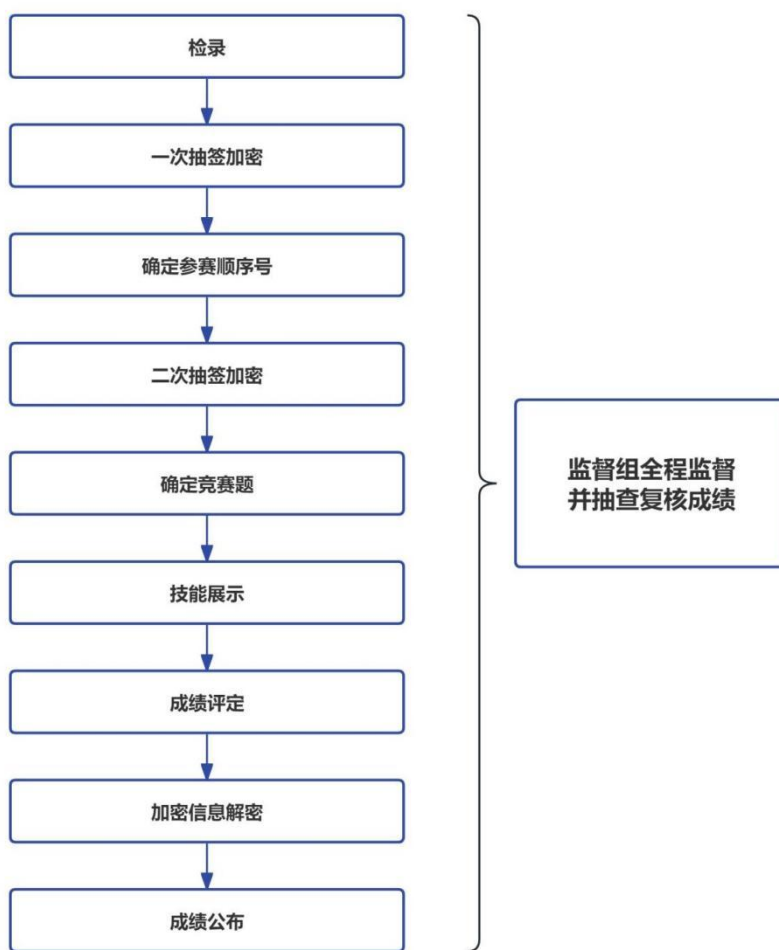 检录
一次抽签加密
确定参赛顺序号
二次抽签加密
确定竞赛题
技能展示
成绩评定
加密信息解密
成绩公布
监督组全程监督
并抽查复核成绩